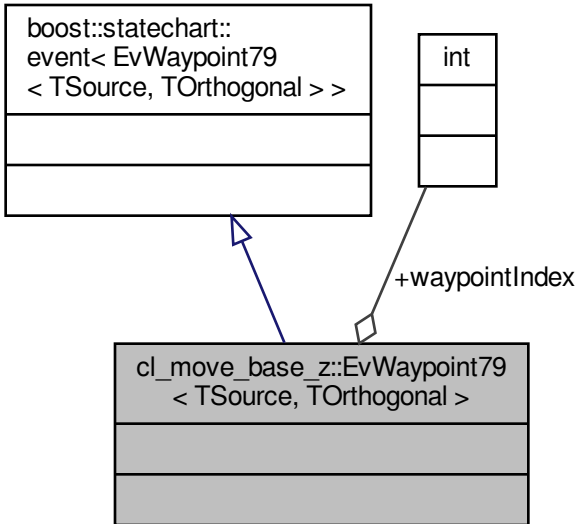 boost::statechart::
event< EvWaypoint79
< TSource, TOrthogonal > >
int
+waypointIndex
cl_move_base_z::EvWaypoint79
< TSource, TOrthogonal >